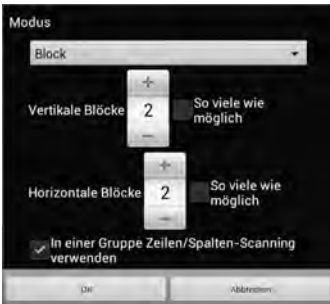 Modus
Block
+
Vertikale Blöcke 2 So viele wie
möglich
−
+
Horizontale Blöcke 2 So viele wie
möglich
−
In einer Gruppe Zeilen/Spalten-Scanning
verwenden
OK Abbrechen